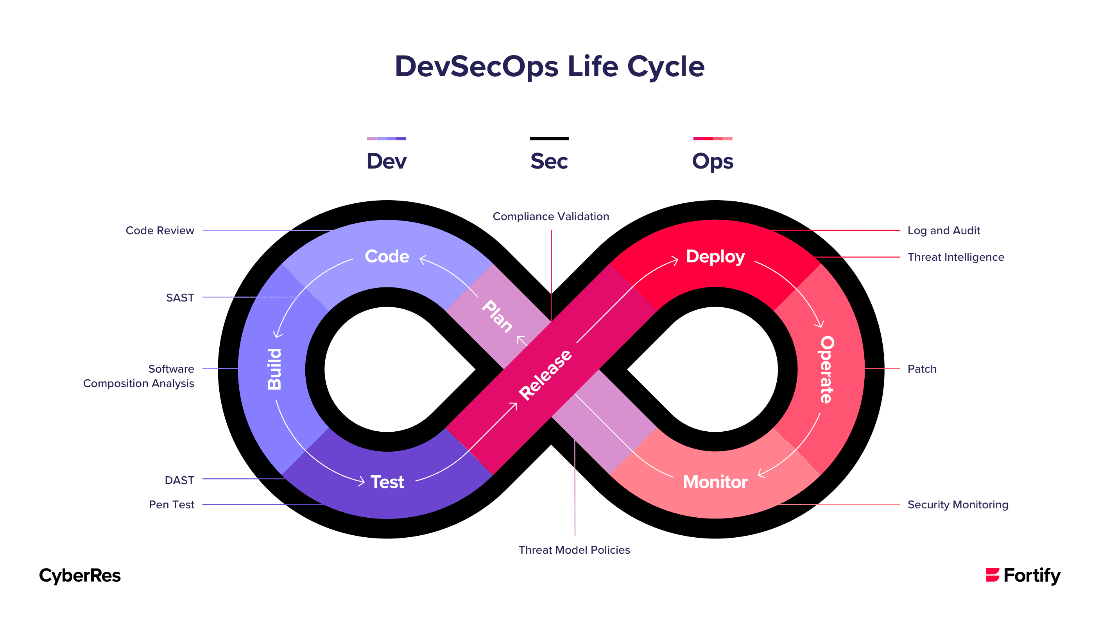 DevSecOps Life Cycle
Dev
Sec
Ops
Compliance Validation
Code Review
SAST
Software
Composition Analysis
DAST
Pen Test
Code
Plan
Build
Test
Release
Deploy
Operate
Monitor
Log and Audit
Threat Intelligence
Patch
Security Monitoring
Threat Model Policies
CyberRes
Fortify